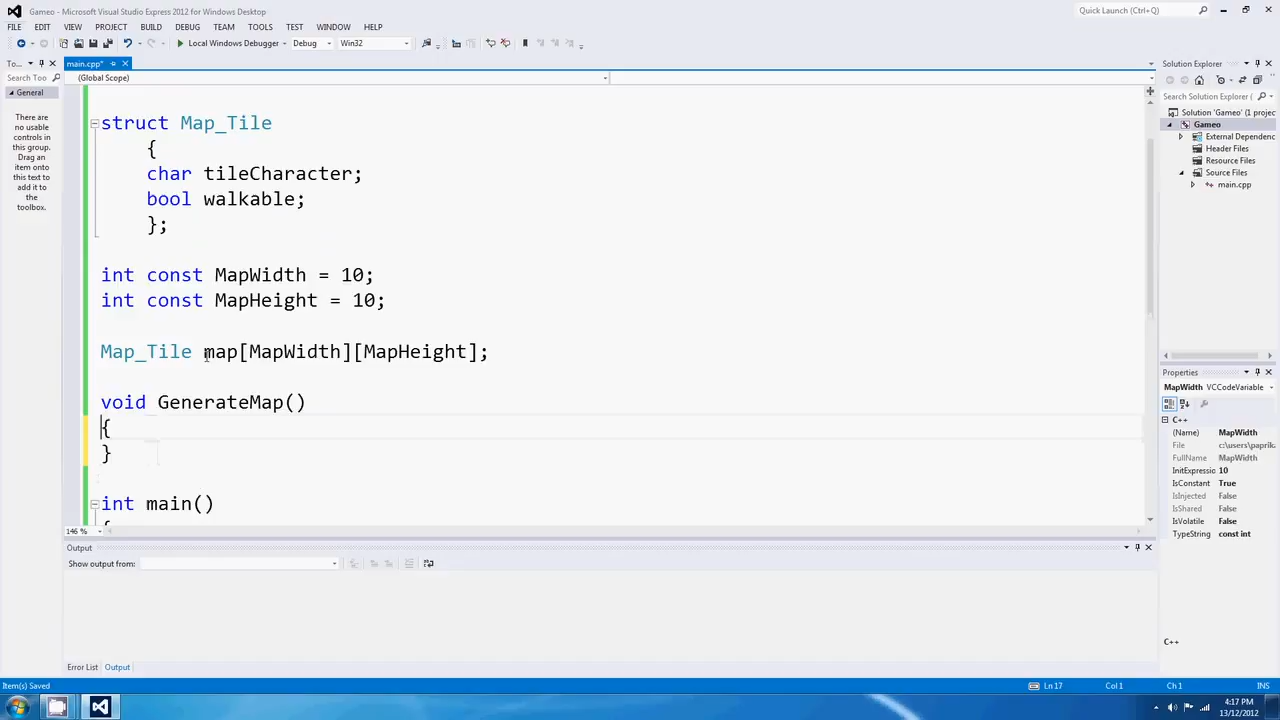 Gameo - Microsoft Visual Studio Express 2012 for Windows Desktop
Quick Launch (Ctrl+Q)
FILE EDIT VIEW PROJECT BUILD DEBUG TEAM TOOLS TEST WINDOW HELP
Local Windows Debugger Debug Win32
To...
Search Too
General
There are
no usable
controls in
this group.
Drag an
item onto
this text to
add it to
the
toolbox.
main.cpp*
(Global Scope)
struct Map_Tile
{
char tileCharacter;
bool walkable;
};
int const MapWidth = 10;
int const MapHeight = 10;
Map_Tile map[MapWidth][MapHeight];
void GenerateMap()
{
}
int main()
{
146 %
Output
Show output from:
Error List Output
Solution Explorer
Search Solution Explorer (
Solution 'Gameo' (1 projec
Gameo
External Dependenc
Header Files
Resource Files
Source Files
main.cpp
Properties
MapWidth VCCodeVariable
C++
(Name) MapWidth
File c:\users\paprik
FullName MapWidth
InitExpressio 10
IsConstant True
IsInjected False
IsShared False
IsVolatile False
TypeString const int
C++
Item(s) Saved Ln 17 Col 1 Ch 1 INS
4:17 PM
13/12/2012